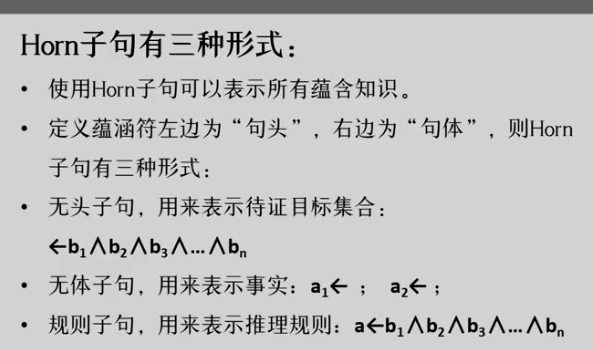 Horn子句有三种形式：
• 使用Horn子句可以表示所有蕴含知识。
• 定义蕴涵符左边为“句头”，右边为“句体”，则Horn
子句有三种形式：
• 无头子句，用来表示待证目标集合：
←b₁∧b₂∧b₃∧…∧bₙ
• 无体子句，用来表示事实：a₁← ； a₂← ；
• 规则子句，用来表示推理规则：a←b₁∧b₂∧b₃∧…∧bₙ